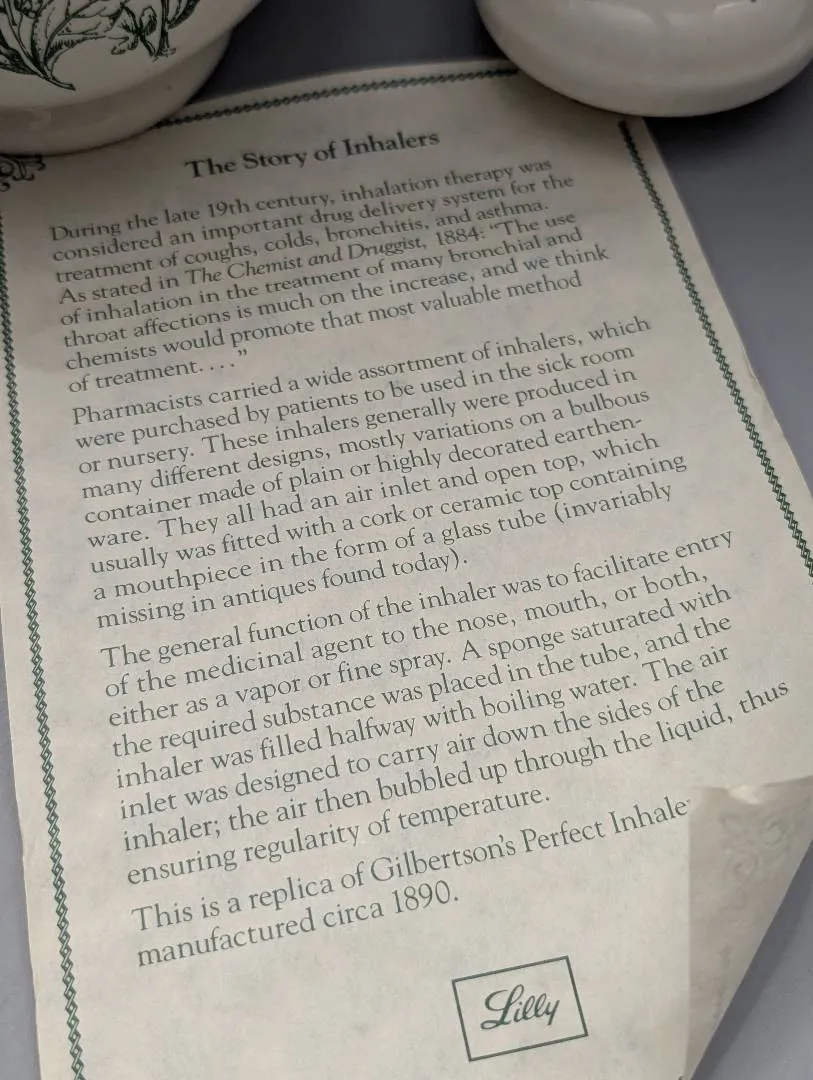 The Story of Inhalers
During the late 19th century, inhalation therapy was
considered an important drug delivery system for the
treatment of coughs, colds, bronchitis, and asthma.
As stated in The Chemist and Druggist, 1884: “The use
of inhalation in the treatment of many bronchial and
throat affections is much on the increase, and we think
chemists would promote that most valuable method
of treatment. . . .”
Pharmacists carried a wide assortment of inhalers, which
were purchased by patients to be used in the sick room
or nursery. These inhalers generally were produced in
many different designs, mostly variations on a bulbous
container made of plain or highly decorated earthen-
ware. They all had an air inlet and open top, which
usually was fitted with a cork or ceramic top containing
a mouthpiece in the form of a glass tube (invariably
missing in antiques found today).
The general function of the inhaler was to facilitate entry
of the medicinal agent to the nose, mouth, or both,
either as a vapor or fine spray. A sponge saturated with
the required substance was placed in the tube, and the
inhaler was filled halfway with boiling water. The air
inlet was designed to carry air down the sides of the
inhaler; the air then bubbled up through the liquid, thus
ensuring regularity of temperature.
This is a replica of Gilbertson's Perfect Inhale
manufactured circa 1890.
Lilly